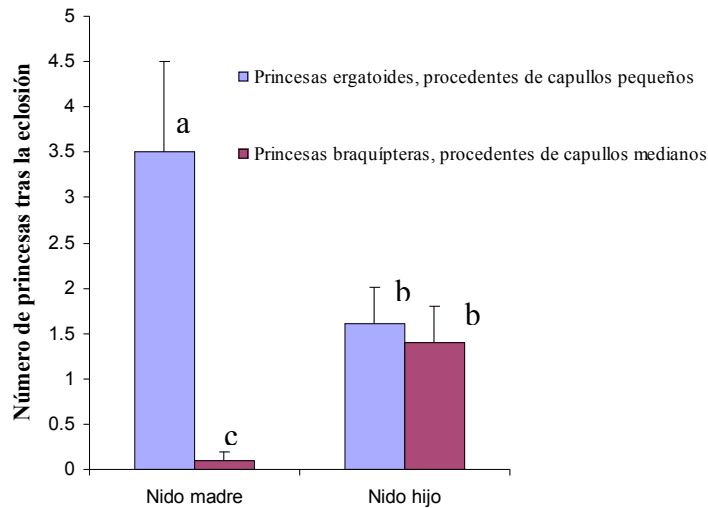 5
4.5
4
3.5
3
2.5
2
1.5
1
0.5
0
Número de princesas tras la eclosión
Princesas ergatoides, procedentes de capullos pequeños
Princesas braquípteras, procedentes de capullos medianos
a
c
b
b
Nido madre
Nido hijo